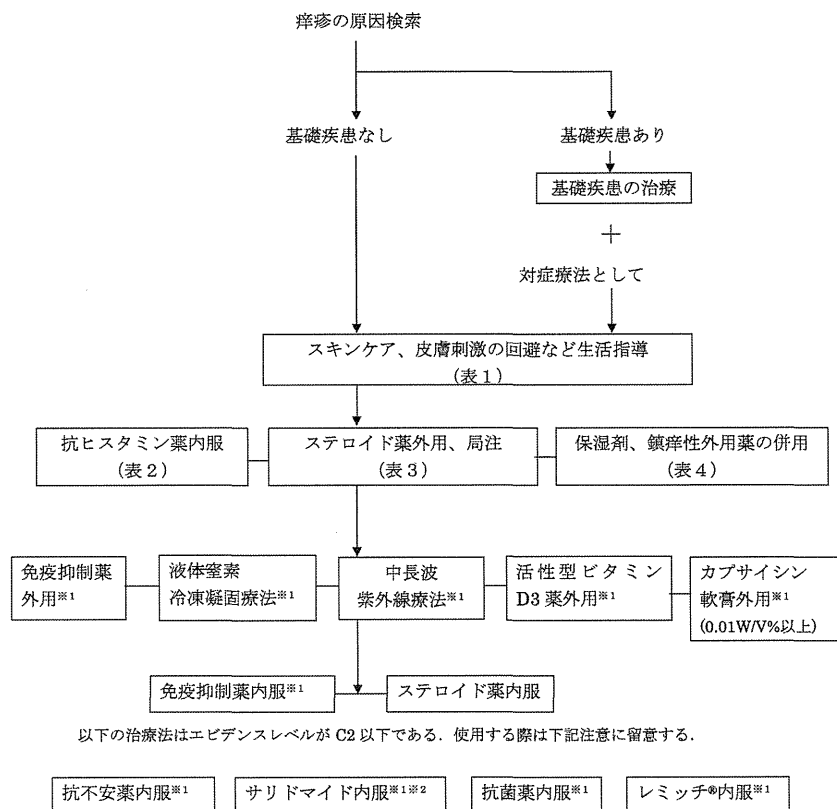 痒疹の原因検索
基礎疾患なし
基礎疾患あり
基礎疾患の治療
＋
対症療法として
スキンケア、皮膚刺激の回避など生活指導
(表１)
抗ヒスタミン薬内服
(表２)
ステロイド薬外用、局注
(表３)
保湿剤、鎮痒性外用薬の併用
(表４)
免疫抑制薬
外用※1
液体窒素
冷凍凝固療法※1
中長波
紫外線療法※1
活性型ビタミン
D3 薬外用※1
カプサイシン
軟膏外用※1
(0.01W/V%以上)
免疫抑制薬内服※1
ステロイド薬内服
以下の治療法はエビデンスレベルが C2 以下である．使用する際は下記注意に留意する．
抗不安薬内服※1
サリドマイド内服※1※2
抗菌薬内服※1
レミッチ®内服※1